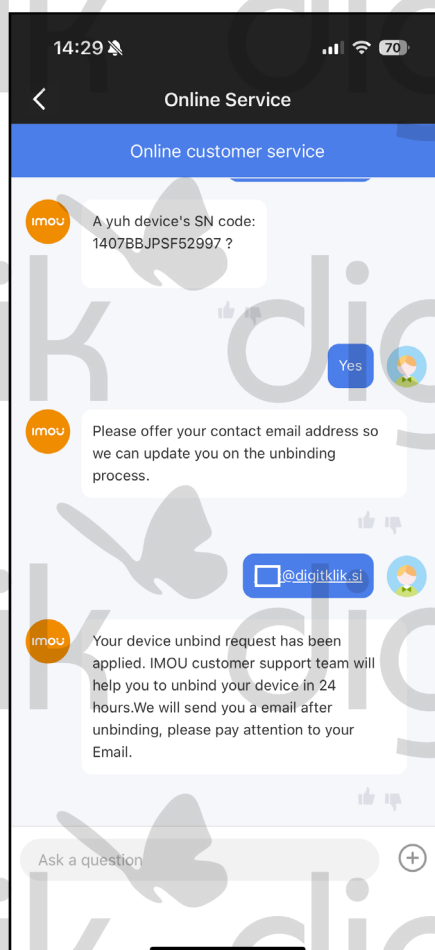 14:29
70
Online Service
Online customer service
imou
A yuh device's SN code:
1407BBJPSF52997 ?
Yes
imou
Please offer your contact email address so
we can update you on the unbinding
process.
@digitklik.si
imou
Your device unbind request has been
applied. IMOU customer support team will
help you to unbind your device in 24
hours.We will send you a email after
unbinding, please pay attention to your
Email.
Ask a question